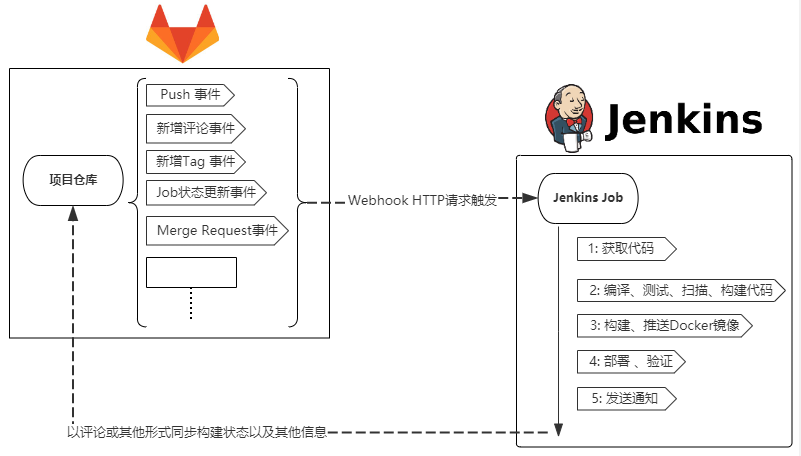 Push 事件
新增评论事件
新增Tag 事件
项目仓库
Job状态更新事件
Merge Request事件
Webhook HTTP请求触发
Jenkins
Jenkins Job
1: 获取代码
2: 编译、测试、扫描、构建代码
3: 构建、推送Docker镜像
4: 部署 、验证
5: 发送通知
以评论或其他形式同步构建状态以及其他信息